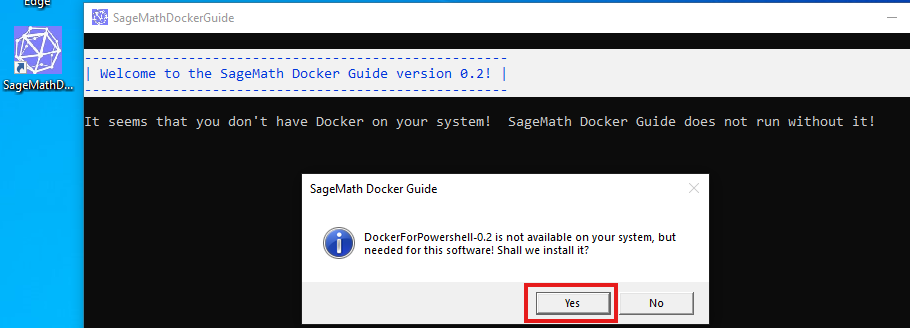 Edge
SageMathDockerGuide
SageMathD...
| Welcome to the SageMath Docker Guide version 0.2! |
It seems that you don't have Docker on your system!  SageMath Docker Guide does not run without it!
SageMath Docker Guide
DockerForPowershell-0.2 is not available on your system, but
needed for this software! Shall we install it?
Yes
No